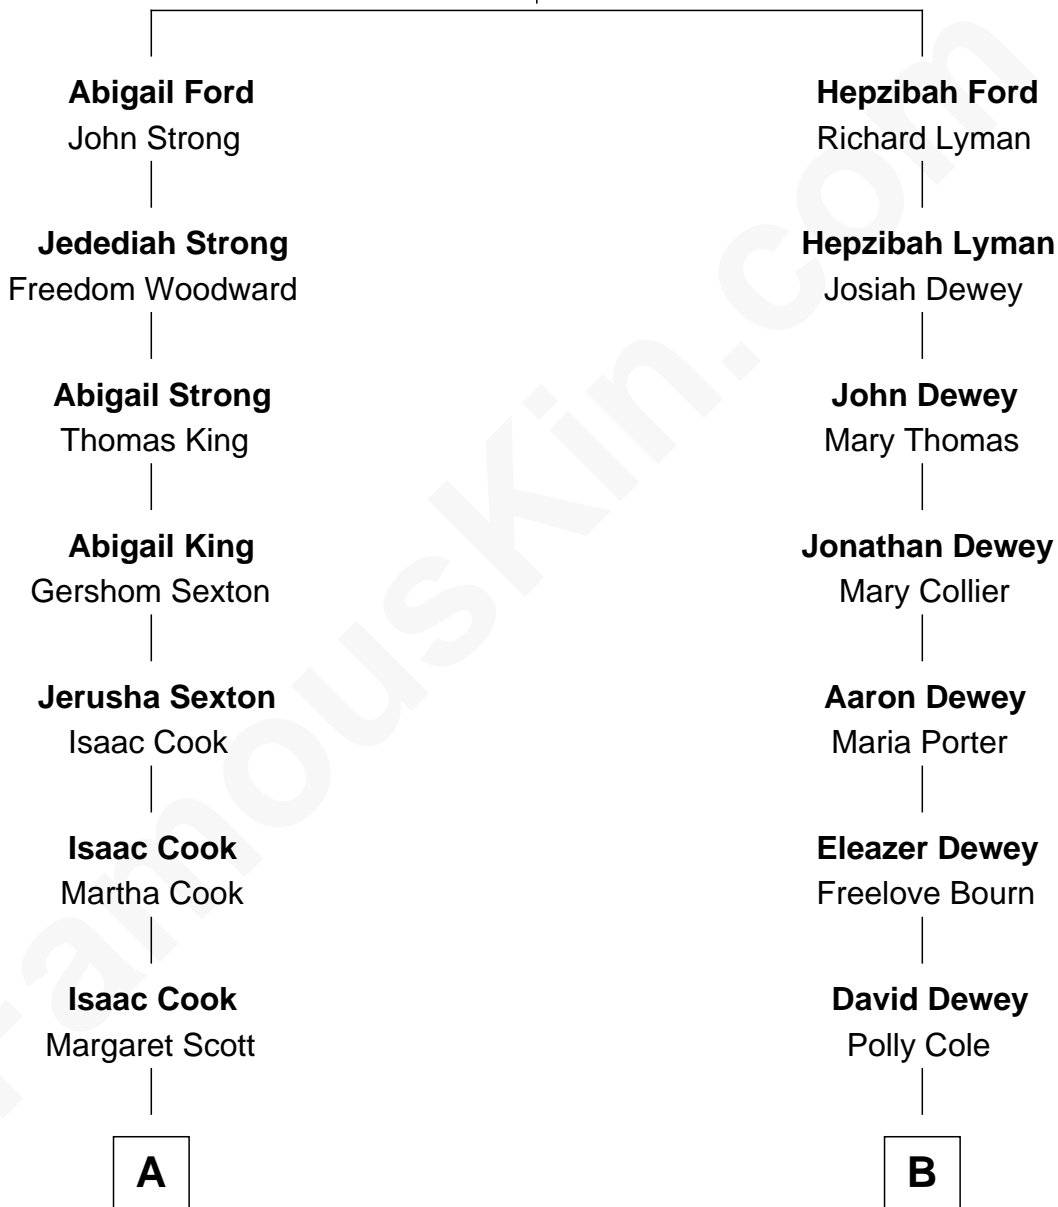 Abigail Ford
John Strong
Jedediah Strong
Freedom Woodward
Abigail Strong
Thomas King
Abigail King
Gershom Sexton
Jerusha Sexton
Isaac Cook
Isaac Cook
Martha Cook
Isaac Cook
Margaret Scott
A
Hepzibah Ford
Richard Lyman
Hepzibah Lyman
Josiah Dewey
John Dewey
Mary Thomas
Jonathan Dewey
Mary Collier
Aaron Dewey
Maria Porter
Eleazer Dewey
Freelove Bourn
David Dewey
Polly Cole
B
FamousKin.com